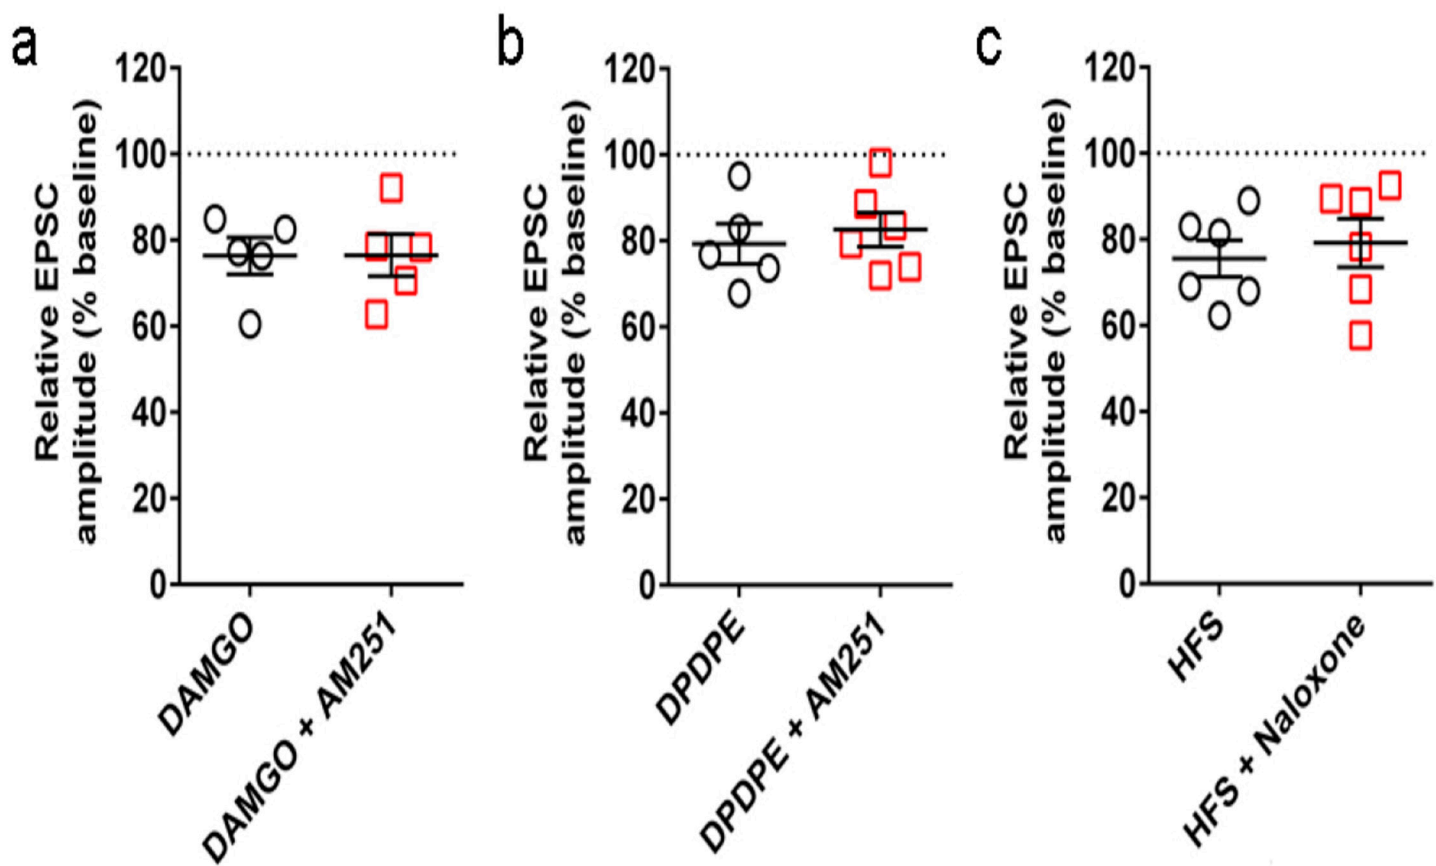 a
120
100
80
60
40
20
0
Relative EPSC
amplitude (% baseline)
DAMGO
DAMGO + AM251
b
120
100
80
60
40
20
0
Relative EPSC
amplitude (% baseline)
DPDPE
DPDPE + AM251
c
120
100
80
60
40
20
0
Relative EPSC
amplitude (% baseline)
HFS
HFS + Naloxone